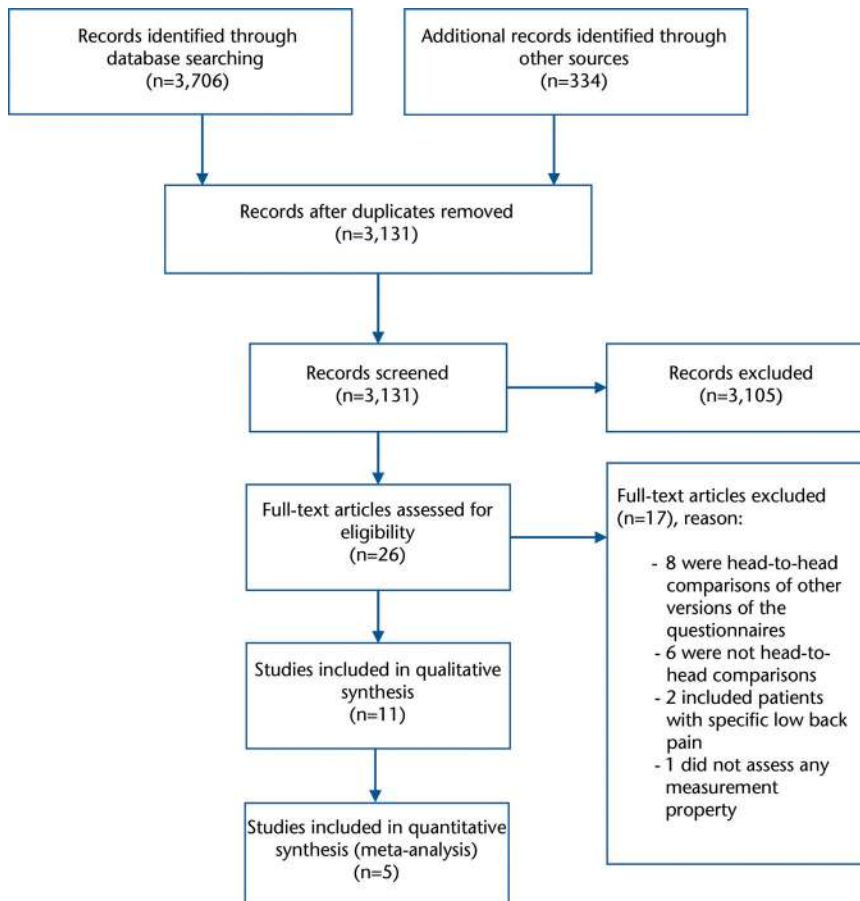 Records identified through
database searching
(n=3,706)
Additional records identified through
other sources
(n=334)
Records after duplicates removed
(n=3,131)
Records screened
(n=3,131)
Records excluded
(n=3,105)
Full-text articles assessed for
eligibility
(n=26)
Full-text articles excluded
(n=17), reason:
- 8 were head-to-head
comparisons of other
versions of the
questionnaires
- 6 were not head-to-
head comparisons
- 2 included patients
with specific low back
pain
- 1 did not assess any
measurement
property
Studies included in qualitative
synthesis
(n=11)
Studies included in quantitative
synthesis (meta-analysis)
(n=5)